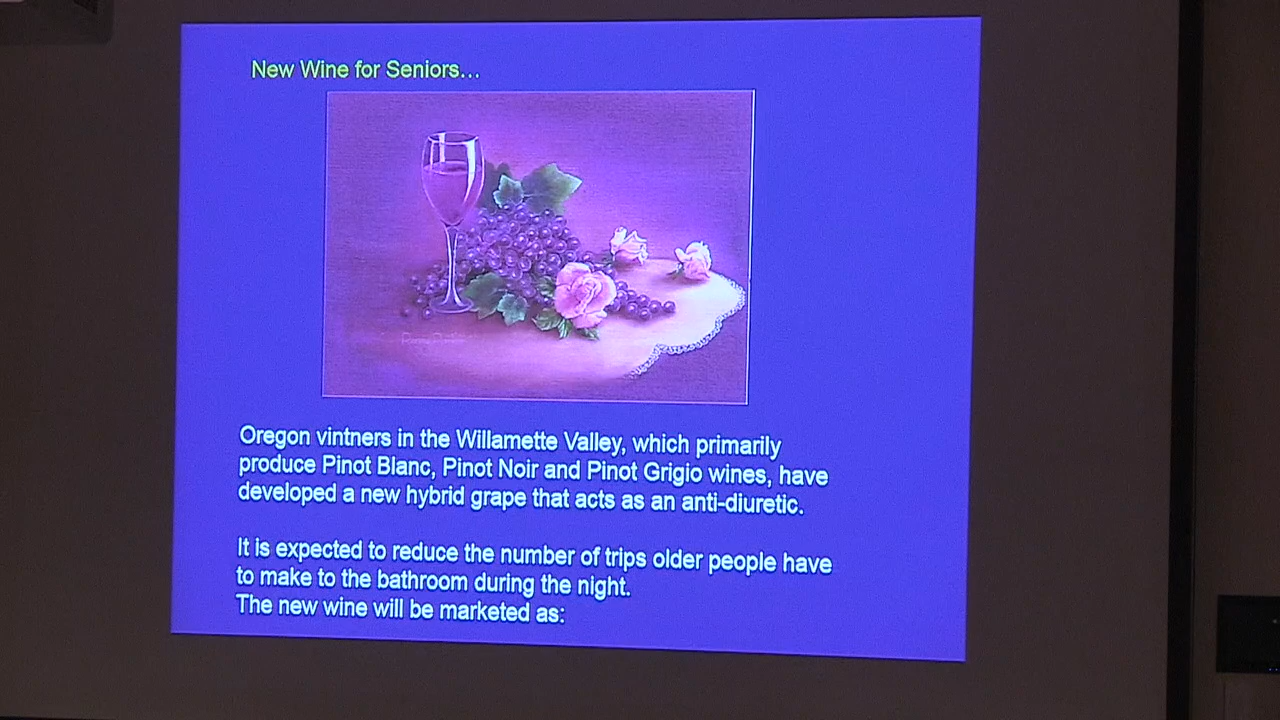 New Wine for Seniors…
Oregon vintners in the Willamette Valley, which primarily
produce Pinot Blanc, Pinot Noir and Pinot Grigio wines, have
developed a new hybrid grape that acts as an anti-diuretic.
It is expected to reduce the number of trips older people have
to make to the bathroom during the night.
The new wine will be marketed as: